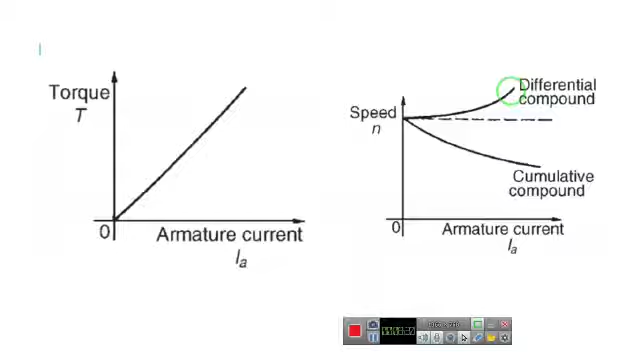 Torque
T
0
Armature current
Ia
Speed
n
Differential
compound
Cumulative
compound
0
Armature current
Ia